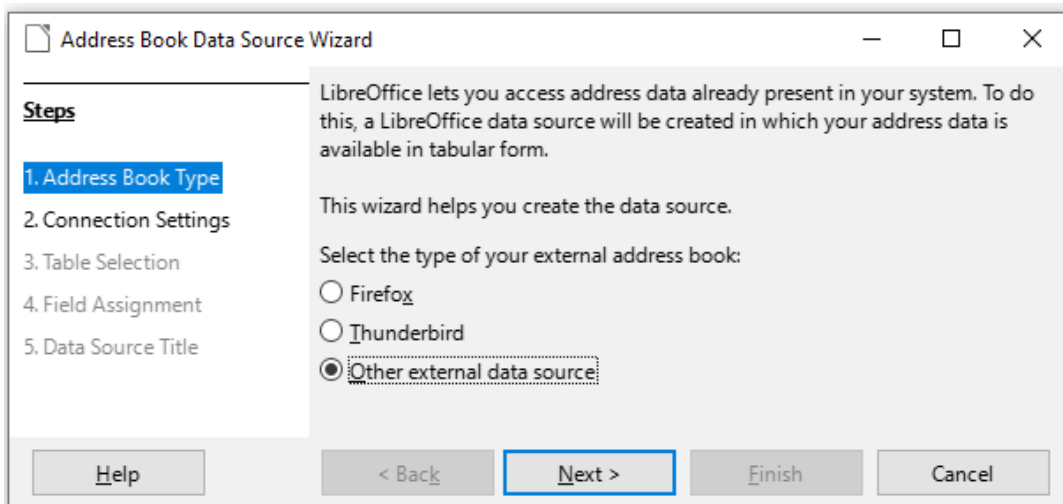 Address Book Data Source Wizard
Steps
1. Address Book Type
2. Connection Settings
3. Table Selection
4. Field Assignment
5. Data Source Title
LibreOffice lets you access address data already present in your system. To do
this, a LibreOffice data source will be created in which your address data is
available in tabular form.
This wizard helps you create the data source.
Select the type of your external address book:
Firefox
Thunderbird
Other external data source
Help
< Back
Next >
Finish
Cancel